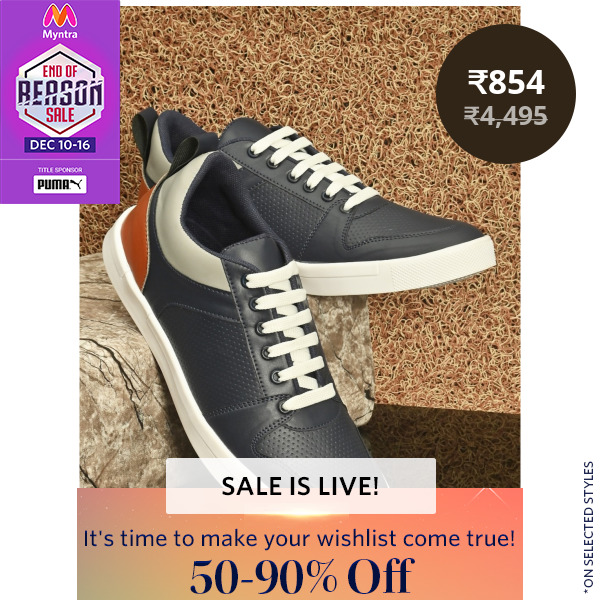 Myntra
END OF
REASON
SALE
DEC 10-16
TITLE SPONSOR
PUMA
₹854
₹4,495
SALE IS LIVE!
It's time to make your wishlist come true!
50-90% Off
*ON SELECTED STYLES